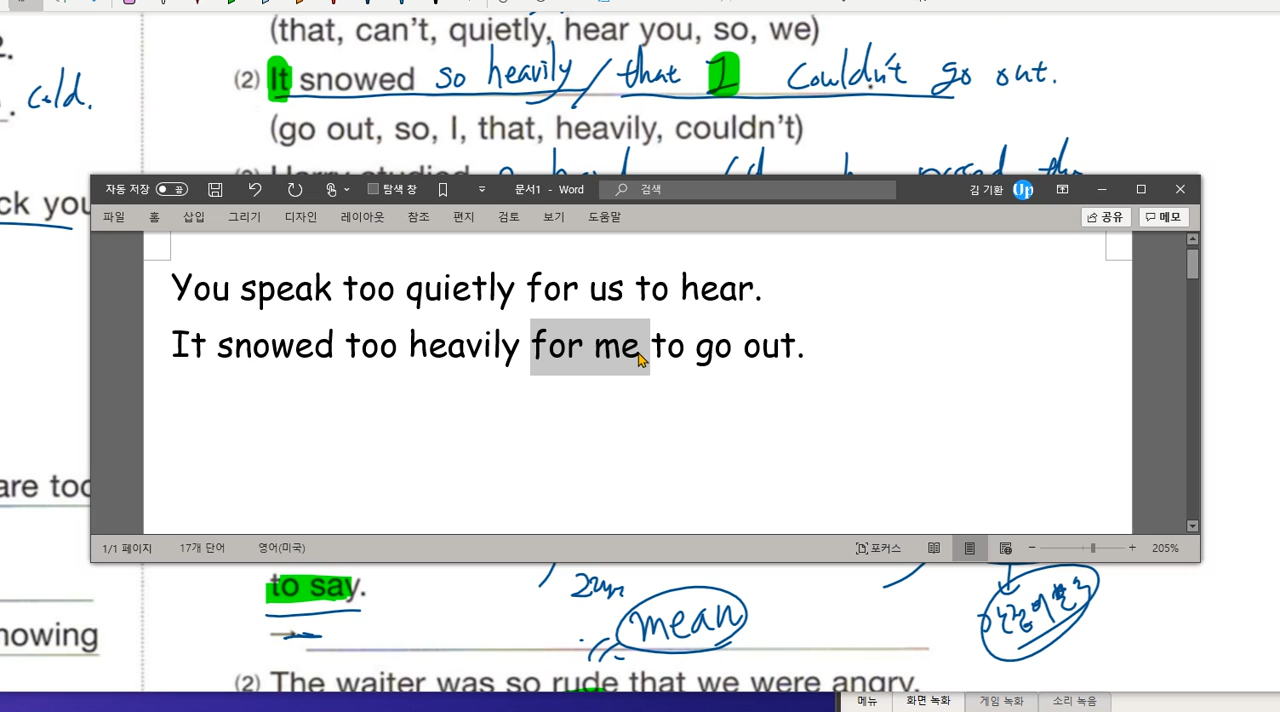 2.
(that, can't, quietly, hear you, so, we)
. cold.
(2) It snowed so heavily / that I couldn't go out.
(go out, so, I, that, heavily, couldn't)
ck you
자동 저장 끔
탐색 창
문서1 - Word
검색
김 기환 Up
파일 홈 삽입 그리기 디자인 레이아웃 참조 편지 검토 보기 도움말
공유 메모
You speak too quietly for us to hear.
It snowed too heavily for me to go out.
are too
1/1 페이지 17개 단어 영어(미국)
포커스
205%
to say.
mean
nowing
(2) The waiter was so rude that we were angry.
메뉴 화면 녹화 게임 녹화 소리 녹음